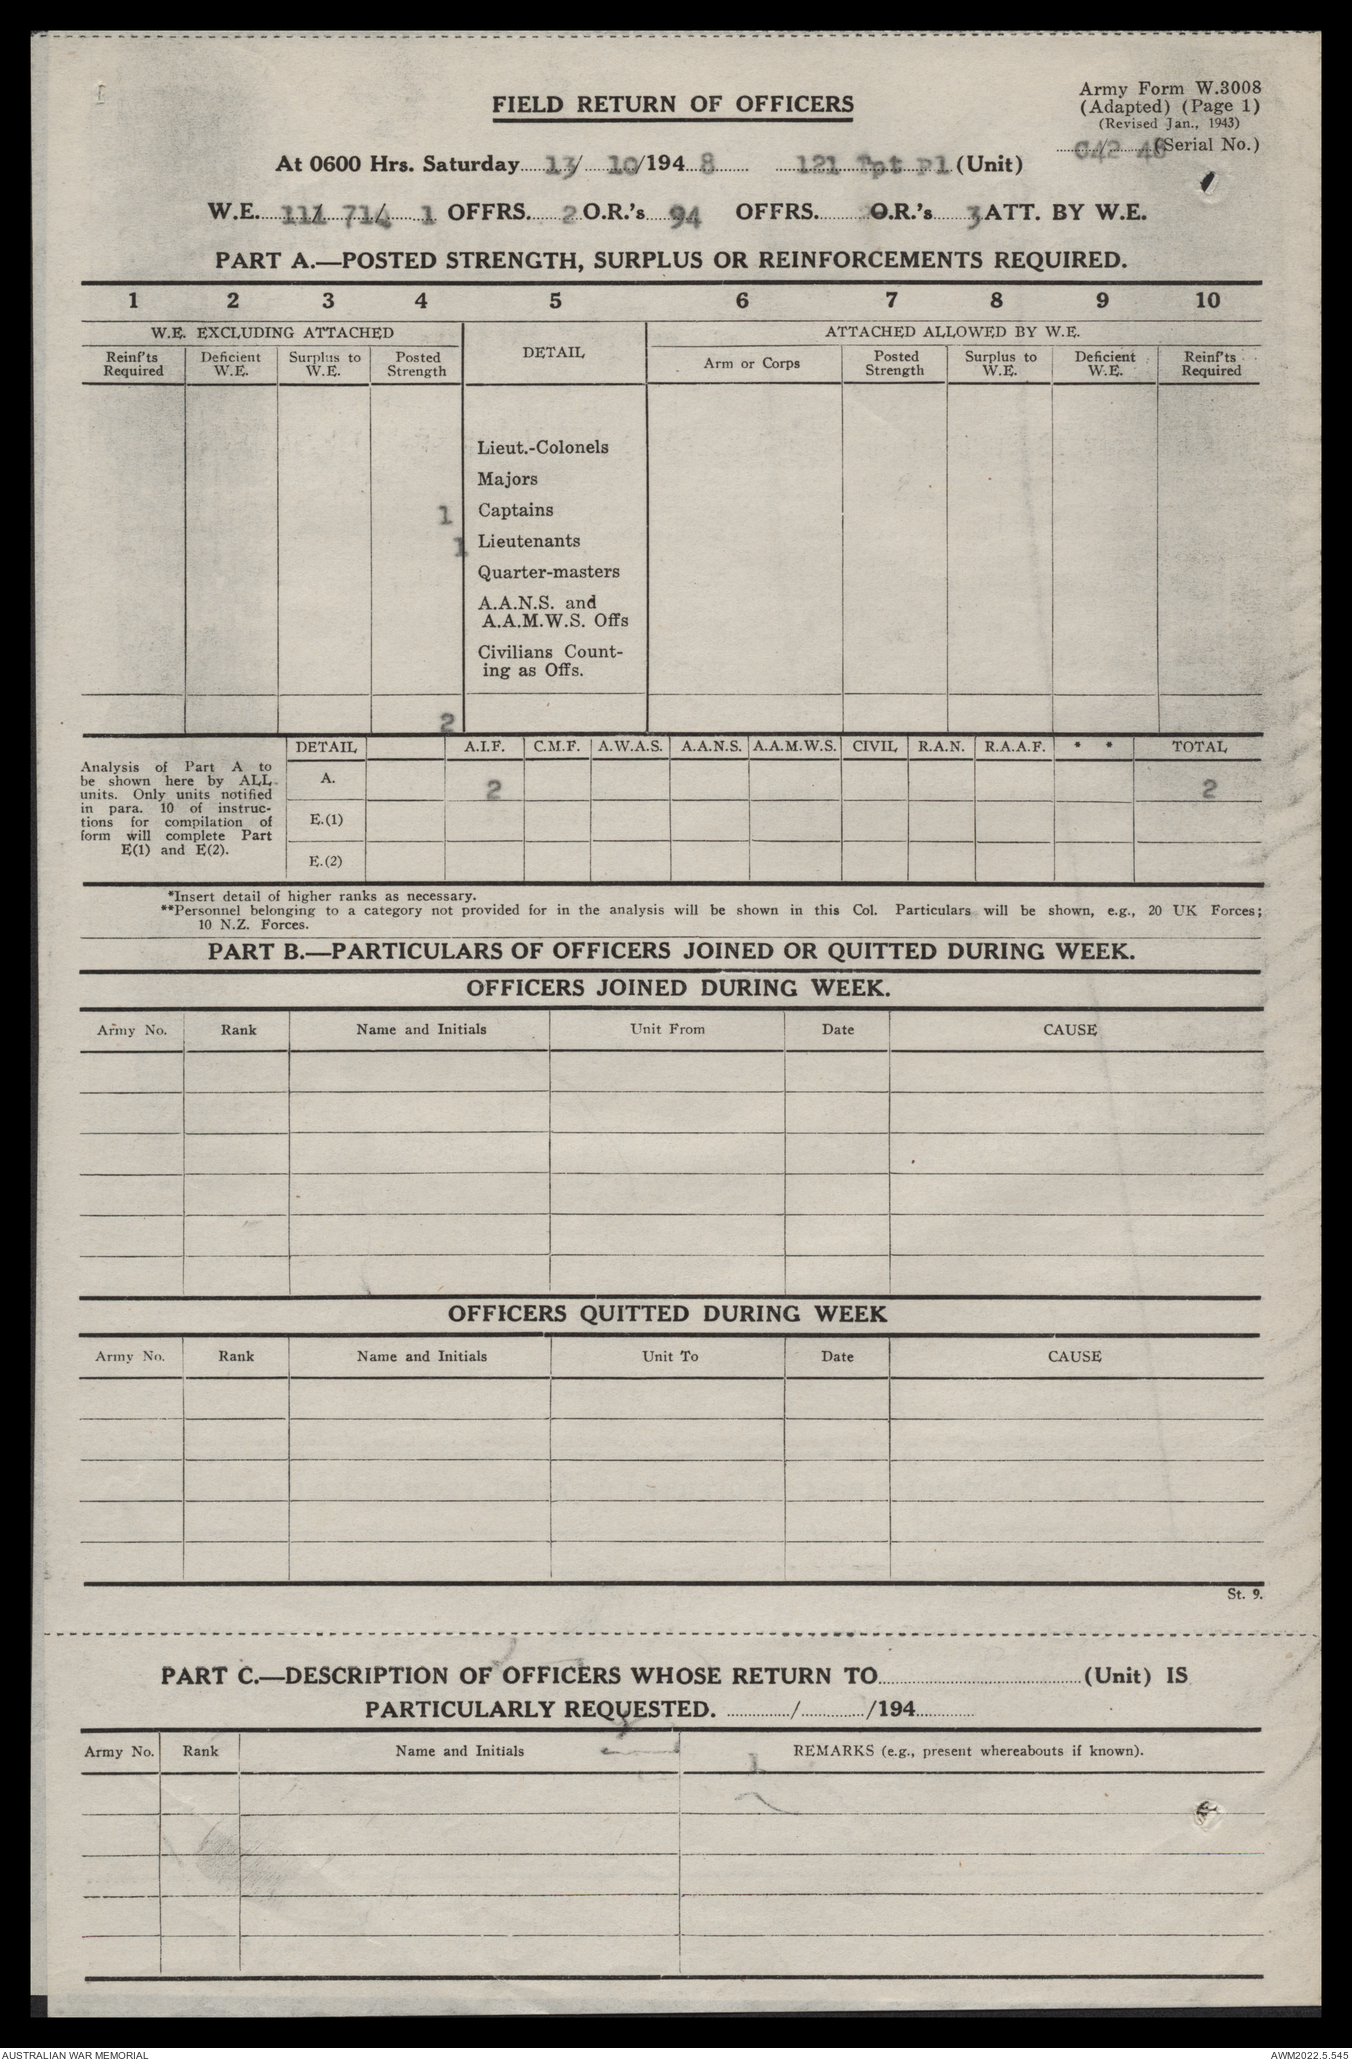 FIELD RETURN OF OFFICERS
Army Form W.3008
(Adapted) (Page 1)
(Revised Jan., 1943)
C42 48 (Serial No.)
At 0600 Hrs. Saturday 13/ 10/194 8 121 Tpt Pl (Unit)
W.E. 111/ 714/ 1 OFFRS. 2 O.R.'s 94 OFFRS. O.R.'s 3 ATT. BY W.E.
PART A.—POSTED STRENGTH, SURPLUS OR REINFORCEMENTS REQUIRED.
1 2 3 4 5 6 7 8 9 10
W.E. EXCLUDING ATTACHED DETAIL ATTACHED ALLOWED BY W.E.
Reinf'ts Required Deficient W.E. Surplus to W.E. Posted Strength Arm or Corps Posted Strength Surplus to W.E. Deficient W.E. Reinf'ts Required
Lieut.-Colonels
Majors
1 Captains
1 Lieutenants
Quarter-masters
A.A.N.S. and
A.A.M.W.S. Offs
Civilians Count-
ing as Offs.
2
DETAIL A.I.F. C.M.F. A.W.A.S. A.A.N.S. A.A.M.W.S. CIVIL R.A.N. R.A.A.F. * * TOTAL
Analysis of Part A to
be shown here by ALL
units. Only units notified
in para. 10 of instruc-
tions for compilation of
form will complete Part
E(1) and E(2).
A. 2 2
E.(1)
E.(2)
*Insert detail of higher ranks as necessary.
**Personnel belonging to a category not provided for in the analysis will be shown in this Col. Particulars will be shown, e.g., 20 UK Forces;
10 N.Z. Forces.
PART B.—PARTICULARS OF OFFICERS JOINED OR QUITTED DURING WEEK.
OFFICERS JOINED DURING WEEK.
Army No. Rank Name and Initials Unit From Date CAUSE
OFFICERS QUITTED DURING WEEK
Army No. Rank Name and Initials Unit To Date CAUSE
St. 9.
PART C.—DESCRIPTION OF OFFICERS WHOSE RETURN TO (Unit) IS
PARTICULARLY REQUESTED. / /194
Army No. Rank Name and Initials REMARKS (e.g., present whereabouts if known).
AUSTRALIAN WAR MEMORIAL
AWM2022.5.545